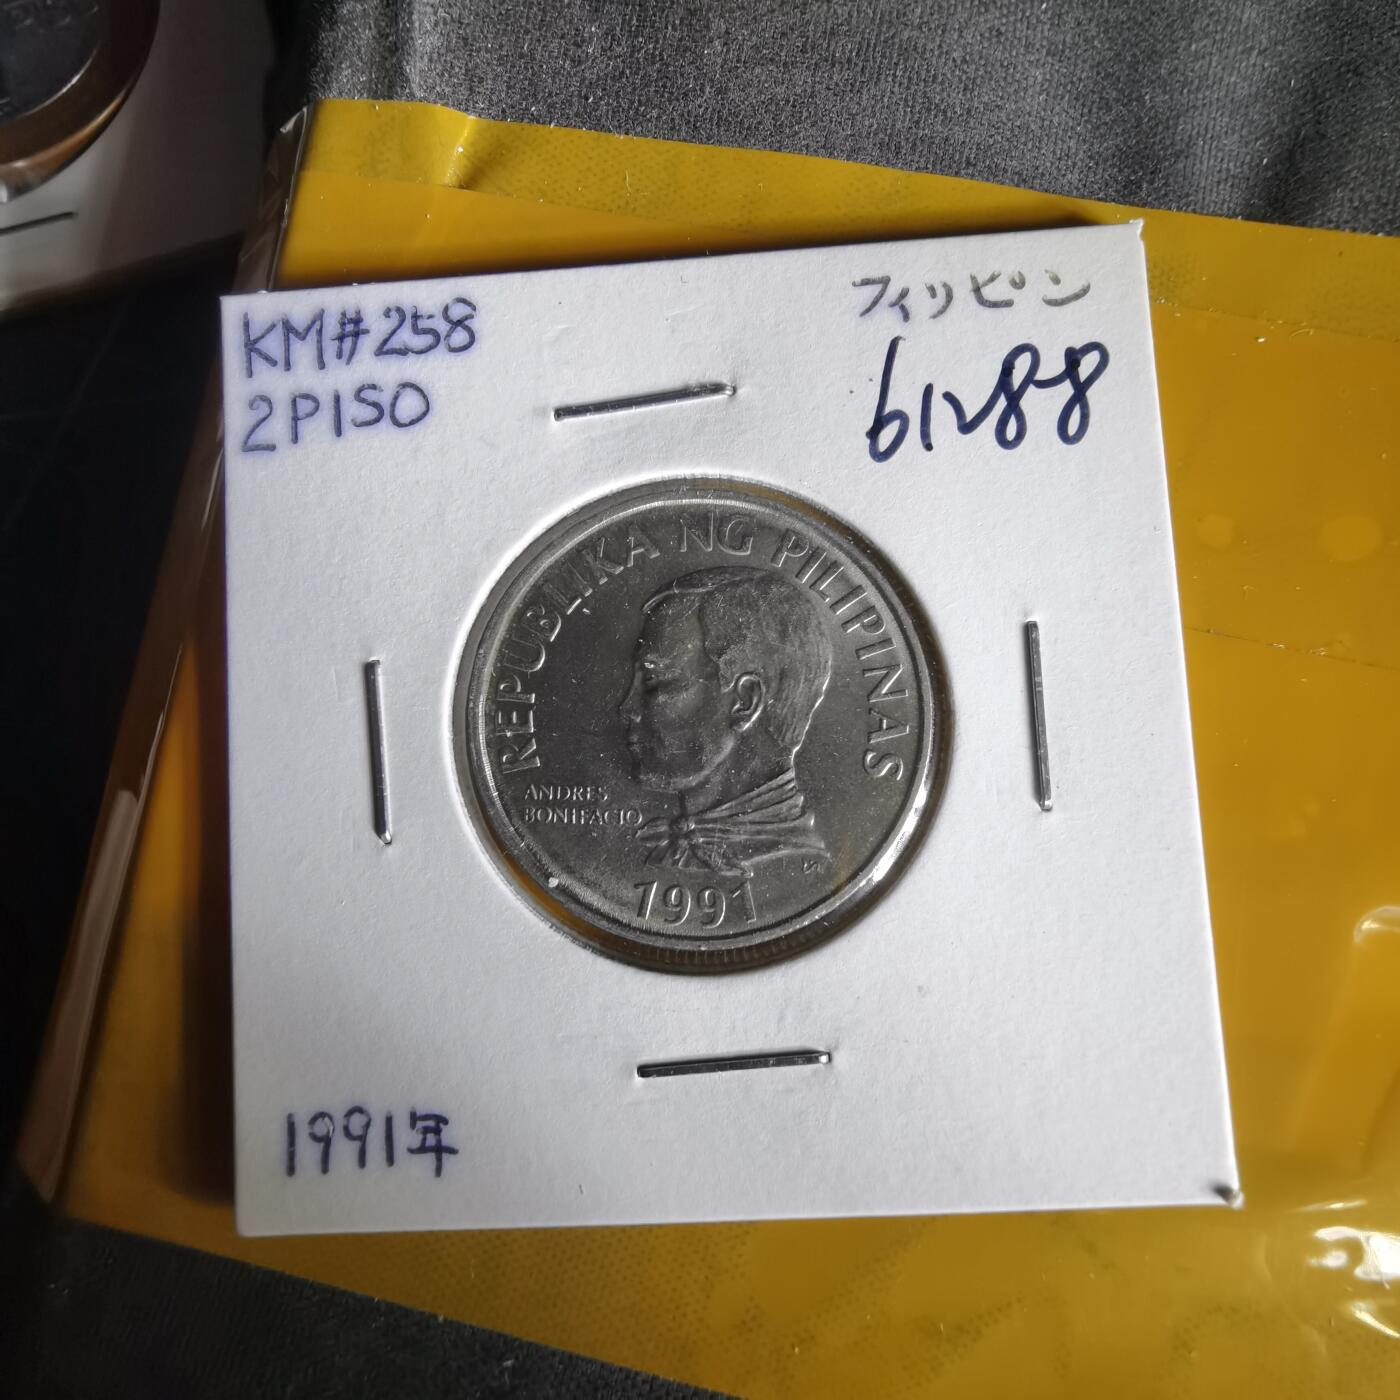 KM#258
2PISO
フィリピン
61288
REPUBLIKA NG PILIPINAS
ANDRES
BONIFACIO
1991
1991年